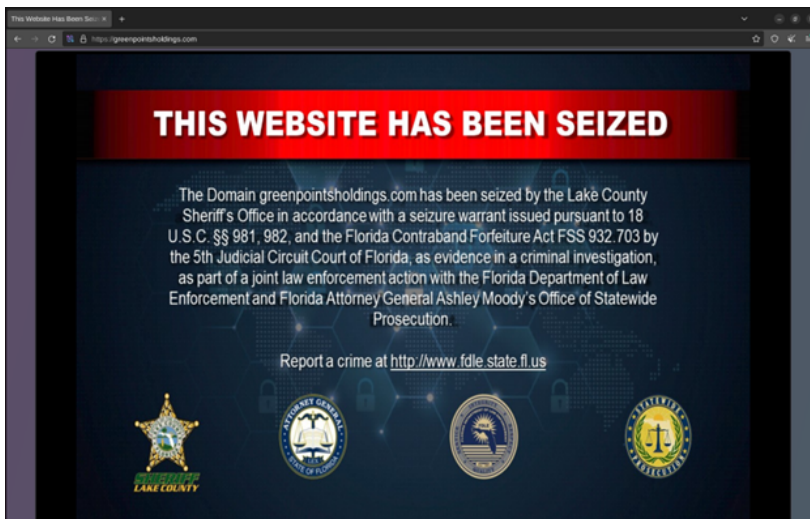 This Website Has Been Seiz
https://greenpointsholdings.com
THIS WEBSITE HAS BEEN SEIZED
The Domain greenpointsholdings.com has been seized by the Lake County
Sheriff's Office in accordance with a seizure warrant issued pursuant to 18
U.S.C. §§ 981, 982, and the Florida Contraband Forfeiture Act FSS 932.703 by
the 5th Judicial Circuit Court of Florida, as evidence in a criminal investigation,
as part of a joint law enforcement action with the Florida Department of Law
Enforcement and Florida Attorney General Ashley Moody's Office of Statewide
Prosecution.
Report a crime at http://www.fdle.state.fl.us
SHERIFF
LAKE COUNTY
ATTORNEY GENERAL
STATE OF FLORIDA
FDLE
STATEWIDE
PROSECUTION